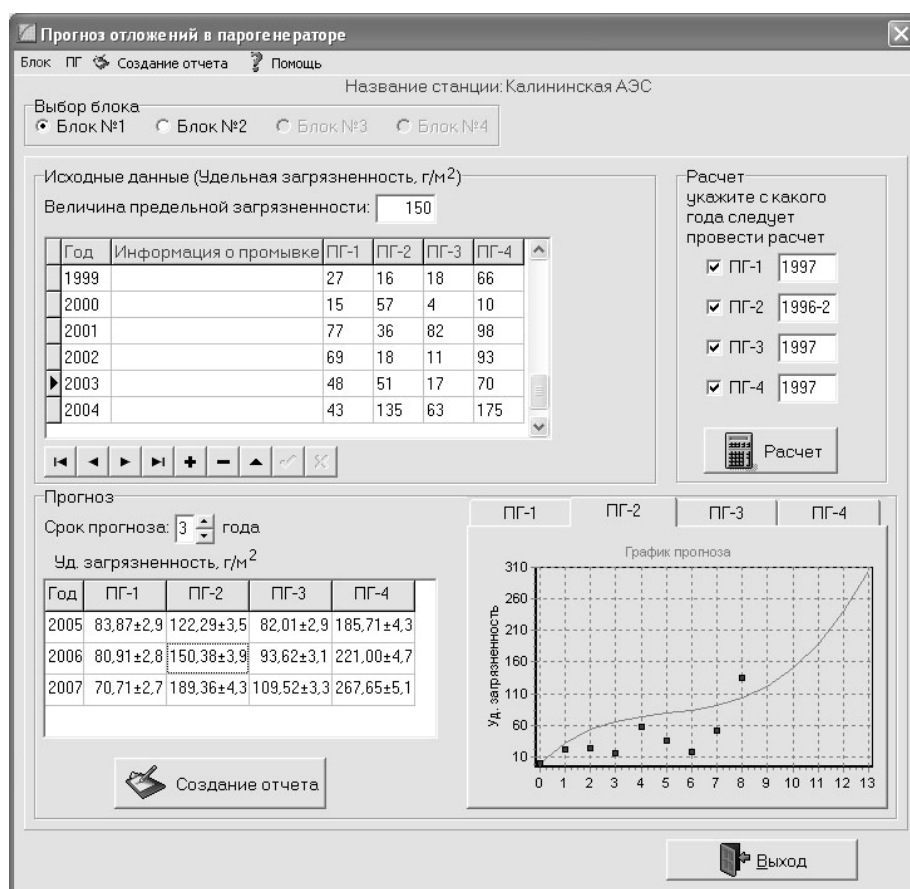 Прогноз отложений в парогенераторе
Блок ПГ Создание отчета Помощь
Название станции: Калининская АЭС
Выбор блока
Блок №1 Блок №2 Блок №3 Блок №4
Исходные данные (Удельная загрязненность, г/м²)
Величина предельной загрязненности: 150
Год Информация о промывке ПГ-1 ПГ-2 ПГ-3 ПГ-4
1999 27 16 18 66
2000 15 57 4 10
2001 77 36 82 98
2002 69 18 11 93
2003 48 51 17 70
2004 43 135 63 175
Расчет
укажите с какого
года следует
провести расчет
ПГ-1 1997
ПГ-2 1996-2
ПГ-3 1997
ПГ-4 1997
Расчет
Прогноз
Срок прогноза: 3 года
Уд. загрязненность, г/м²
Год ПГ-1 ПГ-2 ПГ-3 ПГ-4
2005 83,87±2,9 122,29±3,5 82,01±2,9 185,71±4,3
2006 80,91±2,8 150,38±3,9 93,62±3,1 221,00±4,7
2007 70,71±2,7 189,36±4,3 109,52±3,3 267,65±5,1
Создание отчета
ПГ-1 ПГ-2 ПГ-3 ПГ-4
График прогноза
Уд. загрязненность
310
260
210
160
110
60
10
0 1 2 3 4 5 6 7 8 9 10 11 12 13
Выход